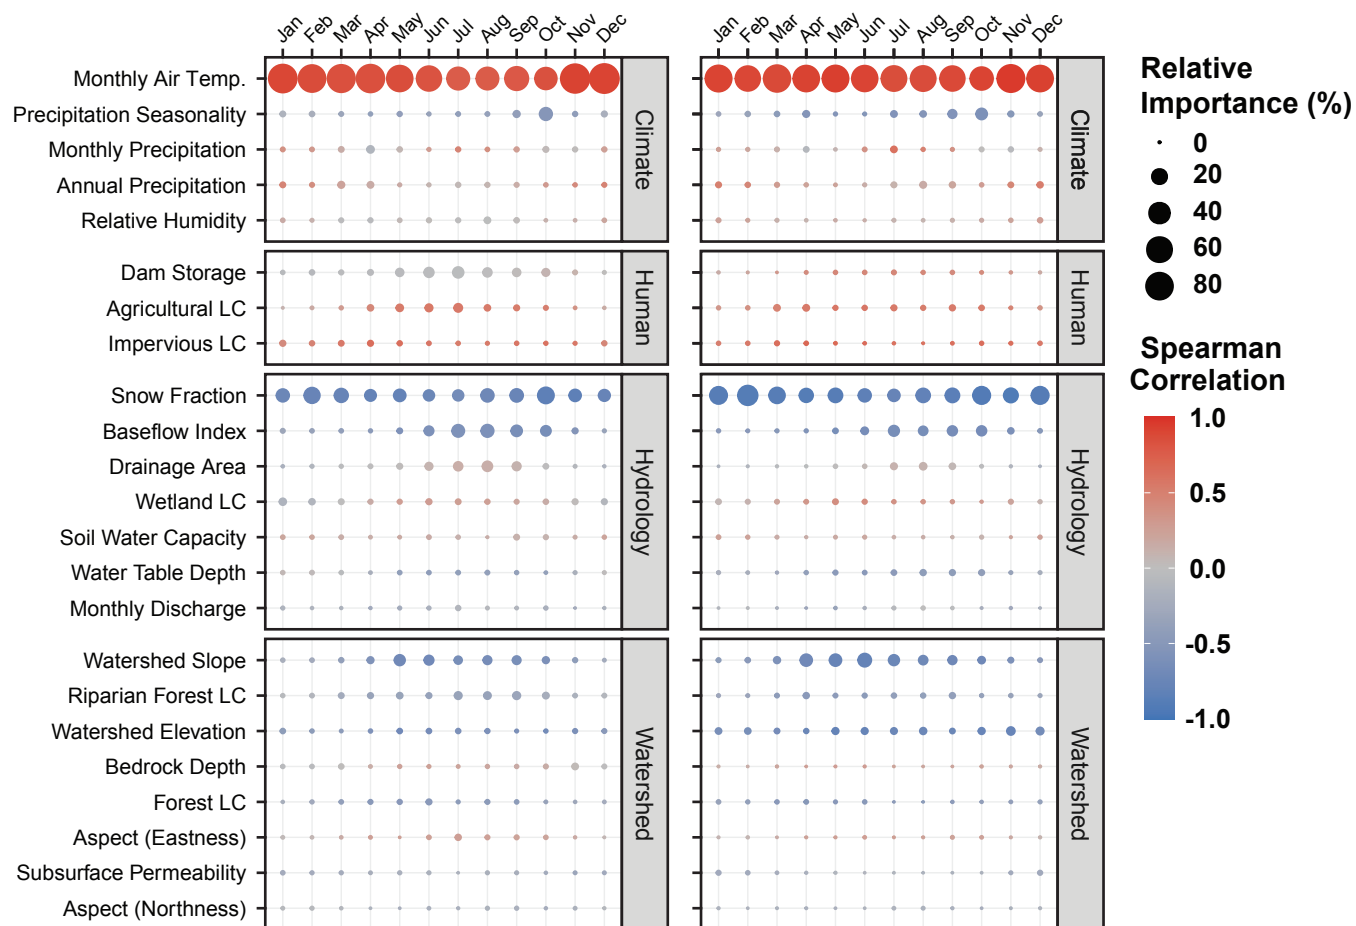 Jan Feb Mar Apr May Jun Jul Aug Sep Oct Nov Dec
Jan Feb Mar Apr May Jun Jul Aug Sep Oct Nov Dec
Monthly Air Temp.
Precipitation Seasonality
Monthly Precipitation
Annual Precipitation
Relative Humidity
Climate
Climate
Dam Storage
Agricultural LC
Impervious LC
Human
Human
Snow Fraction
Baseflow Index
Drainage Area
Wetland LC
Soil Water Capacity
Water Table Depth
Monthly Discharge
Hydrology
Hydrology
Watershed Slope
Riparian Forest LC
Watershed Elevation
Bedrock Depth
Forest LC
Aspect (Eastness)
Subsurface Permeability
Aspect (Northness)
Watershed
Watershed
Relative
Importance (%)
0
20
40
60
80
Spearman
Correlation
1.0
0.5
0.0
-0.5
-1.0